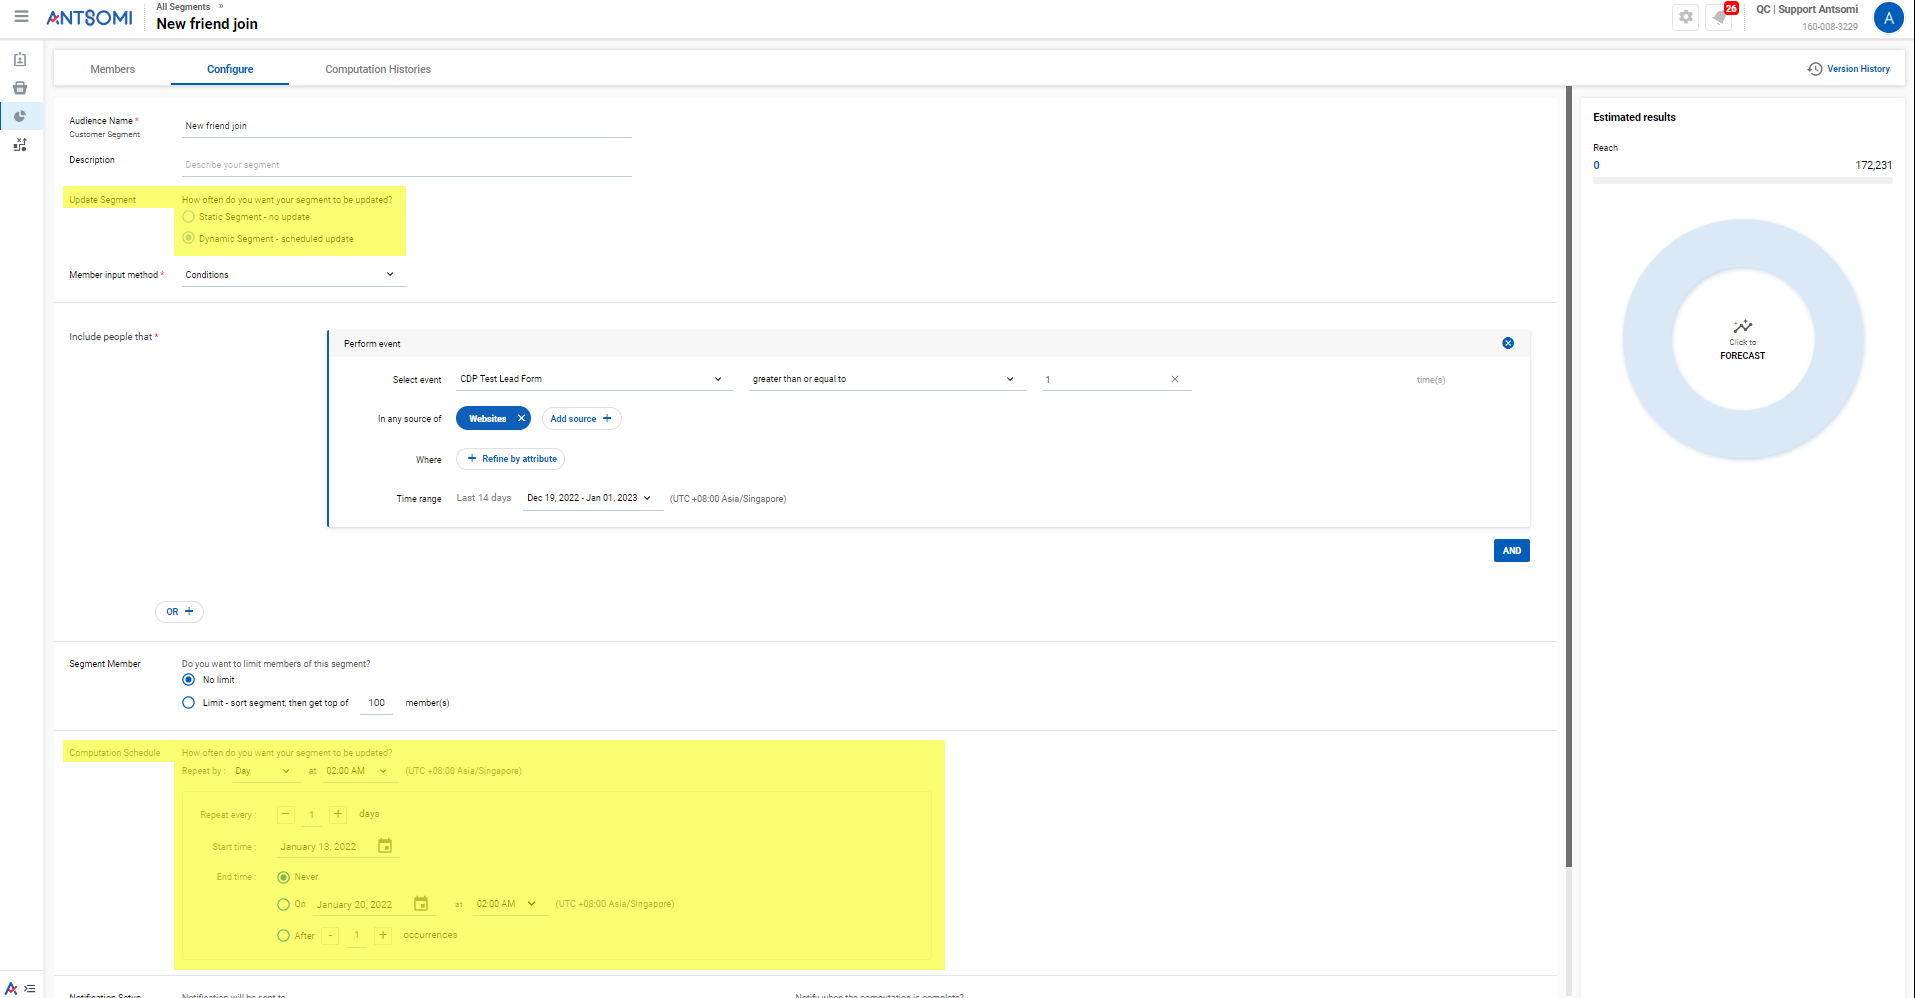 ANTSOMI
All Segments »
New friend join
26
QC | Support Antsomi
160-008-3229
A
Members
Configure
Computation Histories
Version History
Audience Name *
Customer Segment
New friend join
Description
Describe your segment
Update Segment
How often do you want your segment to be updated?
Static Segment - no update
Dynamic Segment - scheduled update
Member input method *
Conditions
Include people that *
Perform event
Select event
CDP Test Lead Form
greater than or equal to
1
time(s)
In any source of
Websites
Add source +
Where
+ Refine by attribute
Time range
Last 14 days
Dec 19, 2022 - Jan 01, 2023
(UTC +08:00 Asia/Singapore)
AND
OR +
Segment Member
Do you want to limit members of this segment?
No limit
Limit - sort segment, then get top of 100 member(s)
Computation Schedule
How often do you want your segment to be updated?
Repeat by : Day at 02:00 AM (UTC +08:00 Asia/Singapore)
Repeat every : − 1 + days
Start time : January 13, 2022
End time : Never
On January 20, 2022 at 02:00 AM (UTC +08:00 Asia/Singapore)
After - 1 + occurrences
Notification Setup
Notification will be sent to
Notify when the computation is complete?
Estimated results
Reach
0
172,231
Click to
FORECAST